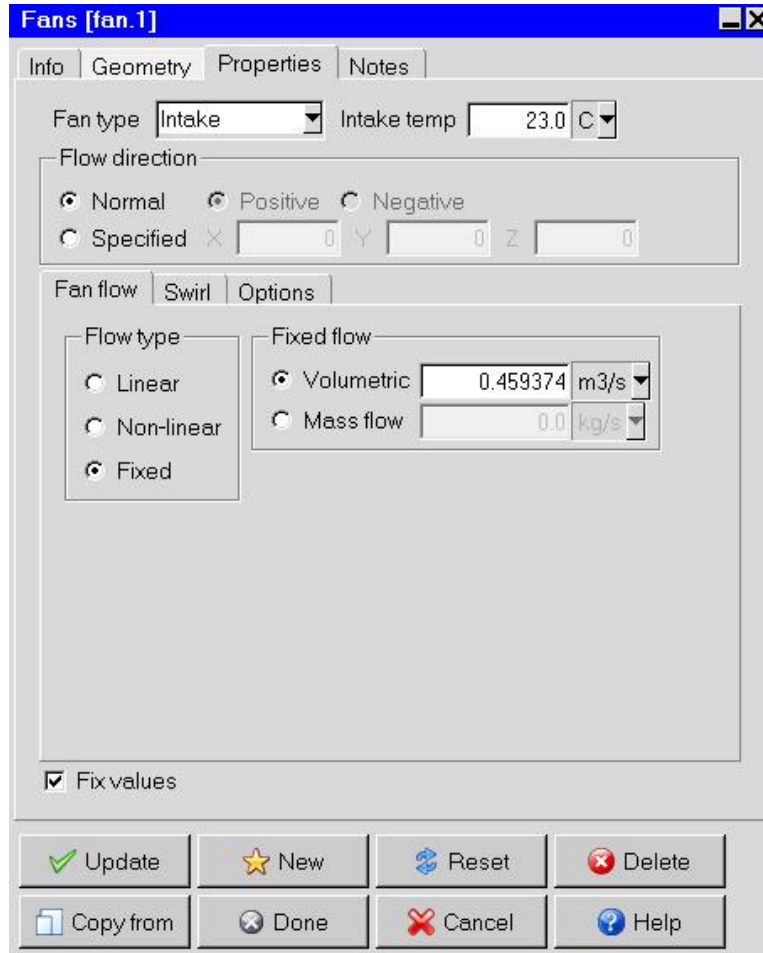 Fans [fan.1]
Info Geometry Properties Notes
Fan type Intake Intake temp 23.0 C
Flow direction
Normal Positive Negative
Specified X 0 Y 0 Z 0
Fan flow Swirl Options
Flow type Fixed flow
Linear Volumetric 0.459374 m3/s
Non-linear Mass flow 0.0 kg/s
Fixed
Fix values
Update New Reset Delete
Copy from Done Cancel Help